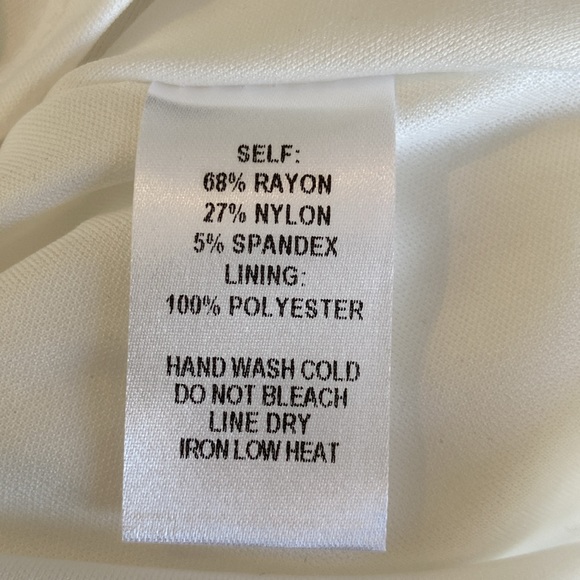 SELF:
68% RAYON
27% NYLON
5% SPANDEX
LINING:
100% POLYESTER
HAND WASH COLD
DO NOT BLEACH
LINE DRY
IRON LOW HEAT